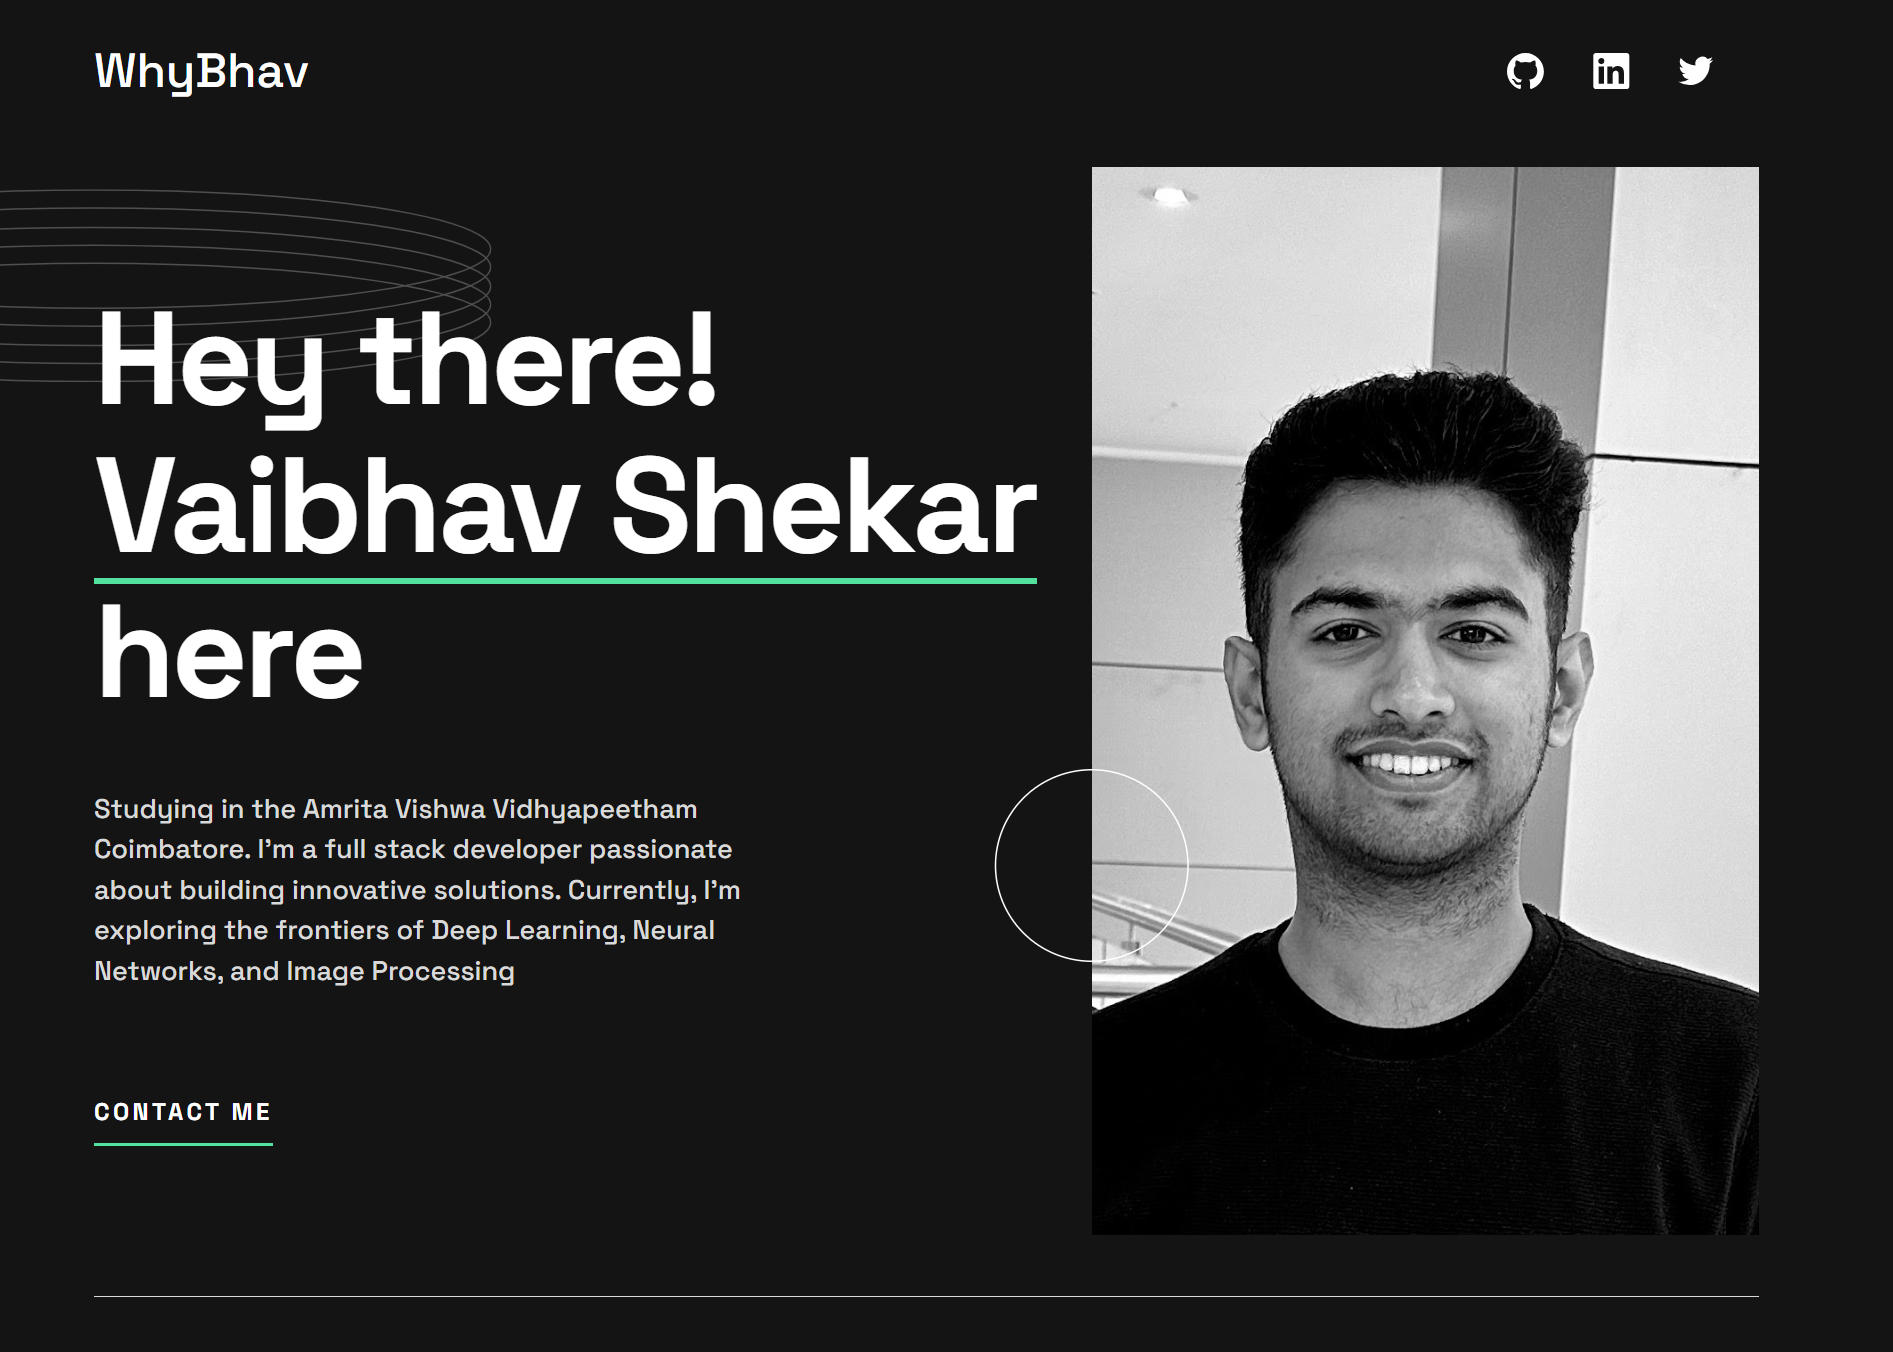 WhyBhav
Hey there!
Vaibhav Shekar
here
Studying in the Amrita Vishwa Vidhyapeetham
Coimbatore. I'm a full stack developer passionate
about building innovative solutions. Currently, I'm
exploring the frontiers of Deep Learning, Neural
Networks, and Image Processing
CONTACT ME